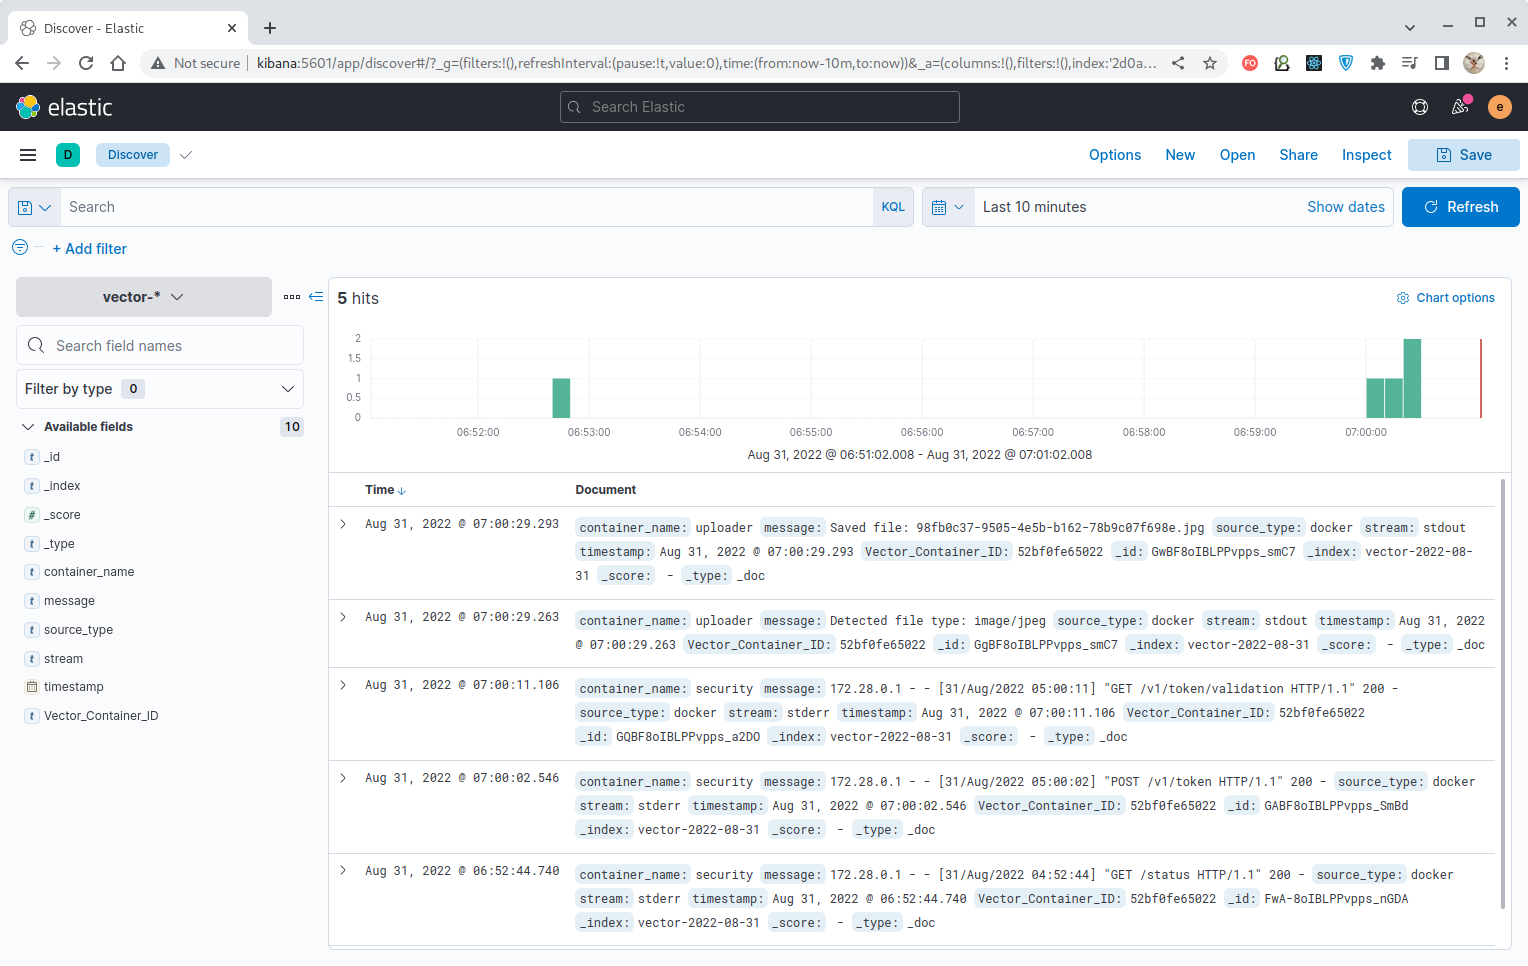 Discover - Elastic
Not secure kibana:5601/app/discover#/?_g=(filters:!(),refreshInterval:(pause:!t,value:0),time:(from:now-10m,to:now))&_a=(columns:!(),filters:!(),index:'2d0a... FO
elastic Search Elastic e
D Discover Options New Open Share Inspect Save
Search KQL Last 10 minutes Show dates Refresh
+ Add filter
vector-*
Search field names
Filter by type 0
Available fields 10
t _id
t _index
# _score
t _type
t container_name
t message
t source_type
t stream
timestamp
t Vector_Container_ID
5 hits Chart options
2
1.5
1
0.5
0
06:52:00 06:53:00 06:54:00 06:55:00 06:56:00 06:57:00 06:58:00 06:59:00 07:00:00
Aug 31, 2022 @ 06:51:02.008 - Aug 31, 2022 @ 07:01:02.008
Time Document
Aug 31, 2022 @ 07:00:29.293 container_name: uploader message: Saved file: 98fb0c37-9505-4e5b-b162-78b9c07f698e.jpg source_type: docker stream: stdout
timestamp: Aug 31, 2022 @ 07:00:29.293 Vector_Container_ID: 52bf0fe65022 _id: GwBF8oIBLPPvpps_smC7 _index: vector-2022-08-
31 _score: - _type: _doc
Aug 31, 2022 @ 07:00:29.263 container_name: uploader message: Detected file type: image/jpeg source_type: docker stream: stdout timestamp: Aug 31, 2022
@ 07:00:29.263 Vector_Container_ID: 52bf0fe65022 _id: GgBF8oIBLPPvpps_smC7 _index: vector-2022-08-31 _score: - _type: _doc
Aug 31, 2022 @ 07:00:11.106 container_name: security message: 172.28.0.1 - - [31/Aug/2022 05:00:11] "GET /v1/token/validation HTTP/1.1" 200 -
source_type: docker stream: stderr timestamp: Aug 31, 2022 @ 07:00:11.106 Vector_Container_ID: 52bf0fe65022
_id: GQBF8oIBLPPvpps_a2DO _index: vector-2022-08-31 _score: - _type: _doc
Aug 31, 2022 @ 07:00:02.546 container_name: security message: 172.28.0.1 - - [31/Aug/2022 05:00:02] "POST /v1/token HTTP/1.1" 200 - source_type: docker
stream: stderr timestamp: Aug 31, 2022 @ 07:00:02.546 Vector_Container_ID: 52bf0fe65022 _id: GABF8oIBLPPvpps_SmBd
_index: vector-2022-08-31 _score: - _type: _doc
Aug 31, 2022 @ 06:52:44.740 container_name: security message: 172.28.0.1 - - [31/Aug/2022 04:52:44] "GET /status HTTP/1.1" 200 - source_type: docker
stream: stderr timestamp: Aug 31, 2022 @ 06:52:44.740 Vector_Container_ID: 52bf0fe65022 _id: FwA-8oIBLPPvpps_nGDA
_index: vector-2022-08-31 _score: - _type: _doc